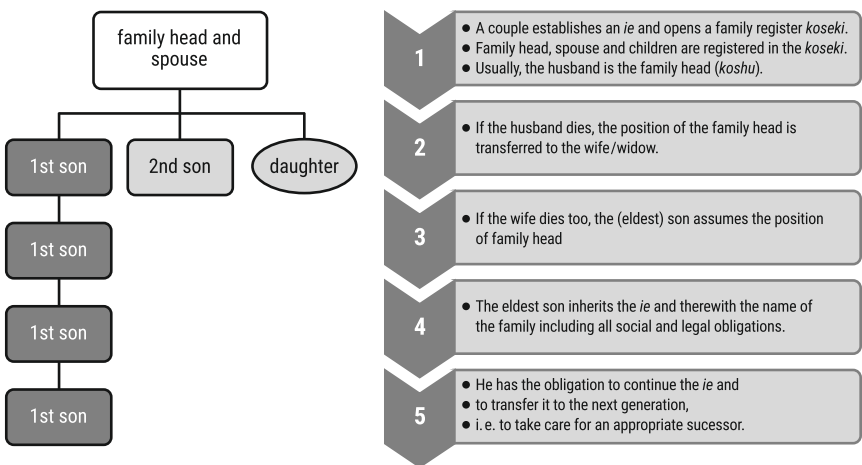 family head and
spouse
1st son
2nd son
daughter
1st son
1st son
1st son
1
● A couple establishes an ie and opens a family register koseki.
● Family head, spouse and children are registered in the koseki.
● Usually, the husband is the family head (koshu).
2
● If the husband dies, the position of the family head is
transferred to the wife/widow.
3
● If the wife dies too, the (eldest) son assumes the position
of family head
4
● The eldest son inherits the ie and therewith the name of
the family including all social and legal obligations.
5
● He has the obligation to continue the ie and
● to transfer it to the next generation,
● i. e. to take care for an appropriate sucessor.